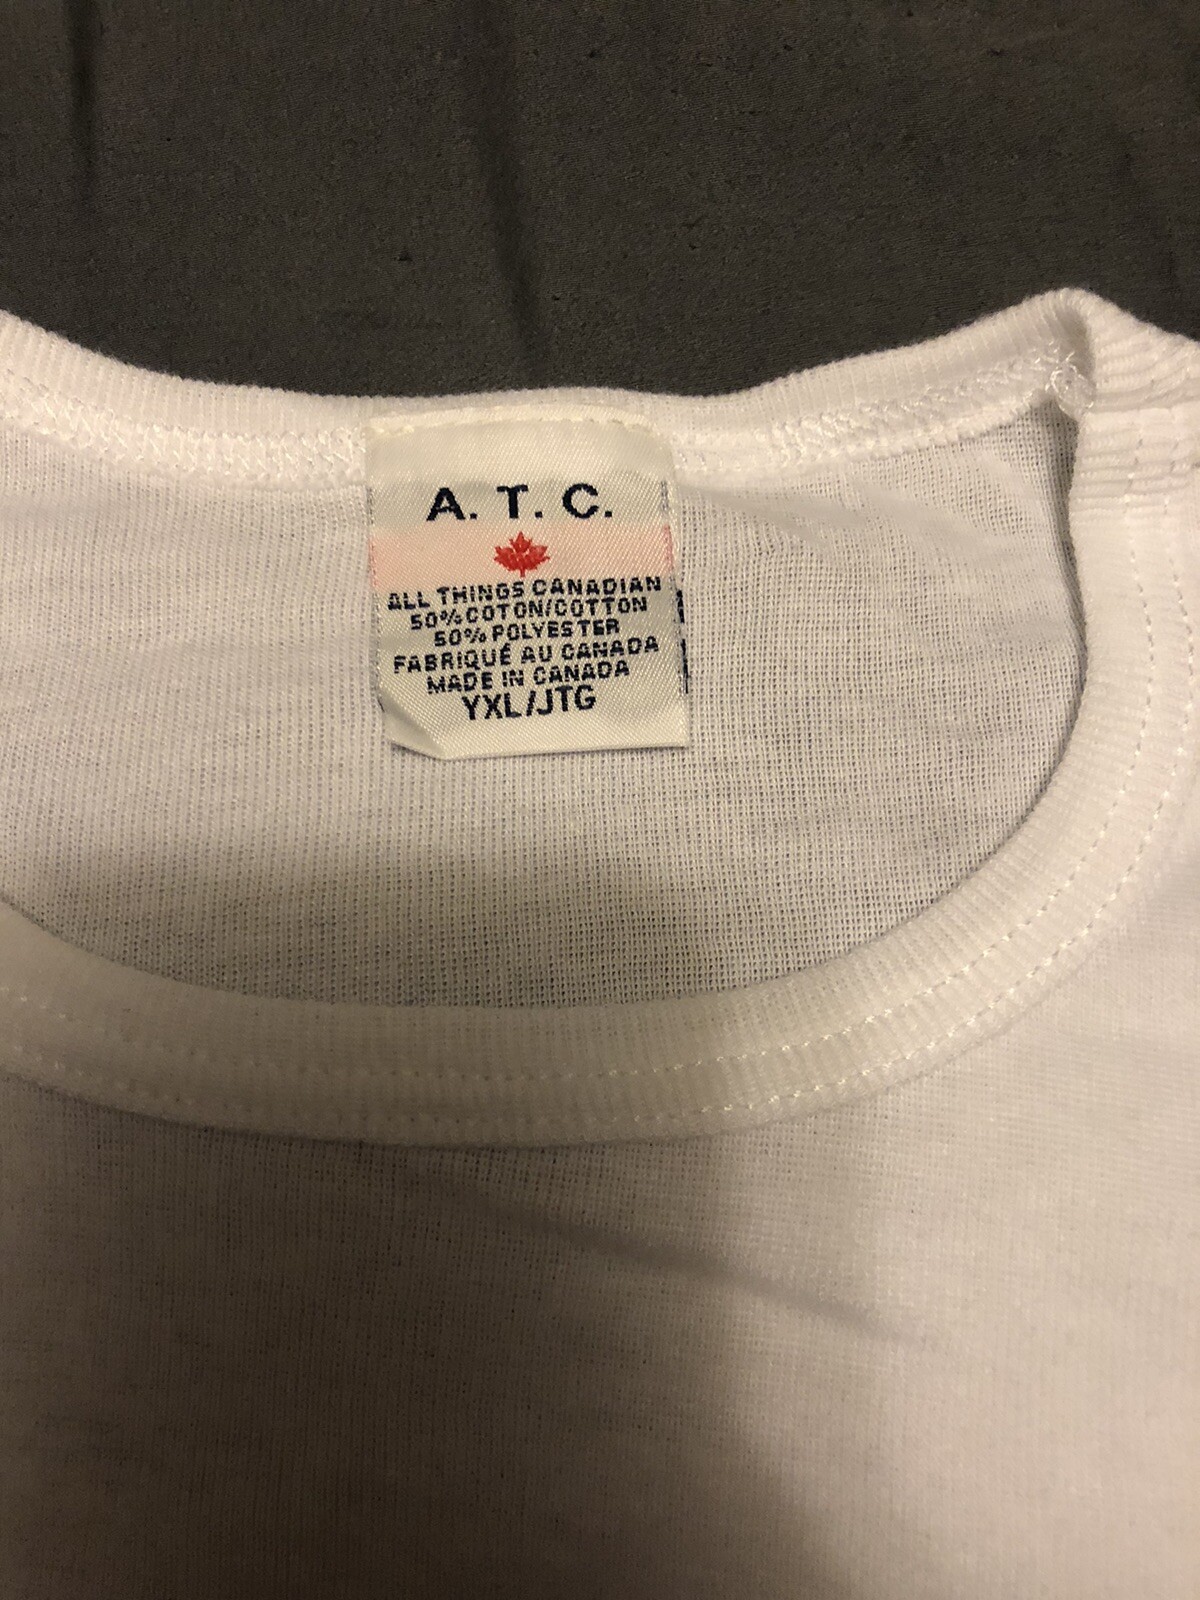 A. T. C.
ALL THINGS CANADIAN
50% COTON/COTTON
50% POLYESTER
FABRIQUÉ AU CANADA
MADE IN CANADA
YXL/JTG